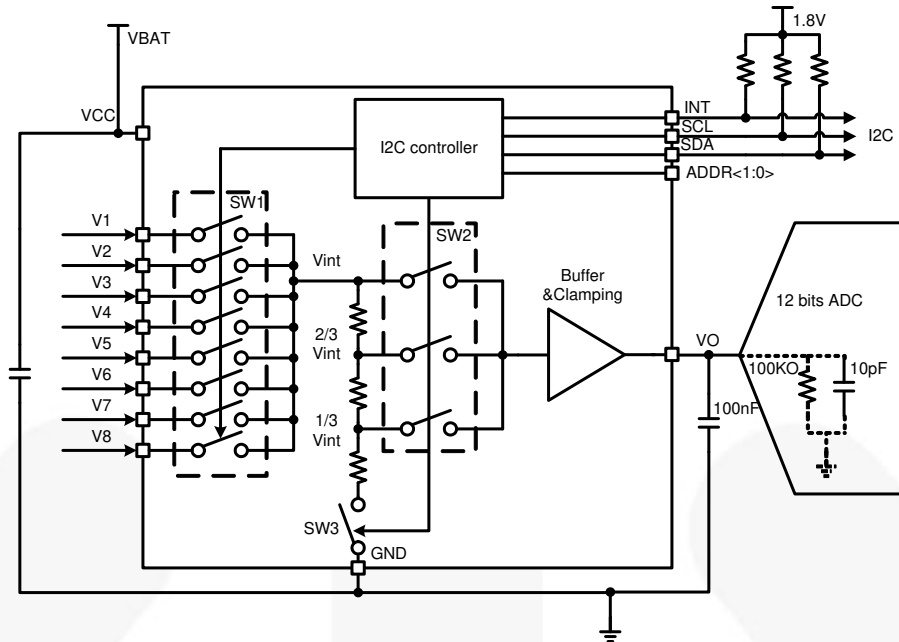 VBAT
1.8V
VCC
INT
SCL
SDA
ADDR<1:0>
I2C
I2C controller
SW1
SW2
V1
V2
V3
V4
V5
V6
V7
V8
Vint
2/3
Vint
1/3
Vint
SW3
GND
Buffer
&Clamping
VO
12 bits ADC
100KO
10pF
100nF